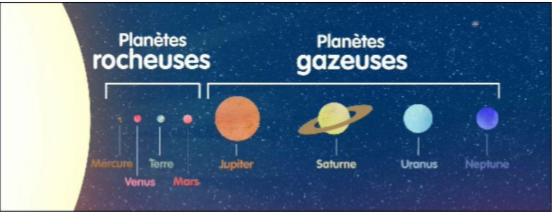 Planètes
rocheuses
Planètes
gazeuses
Mercure
Terre
Jupiter
Saturne
Uranus
Neptune
Venus
Mars